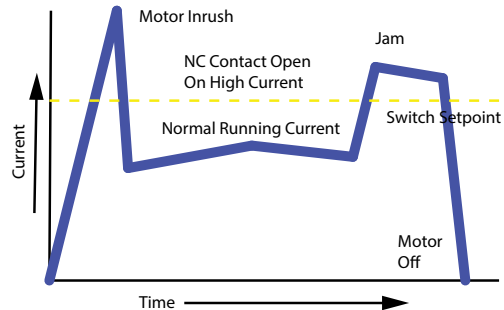 Motor Inrush
Jam
NC Contact Open
On High Current
Switch Setpoint
Normal Running Current
Current
Motor
Off
Time